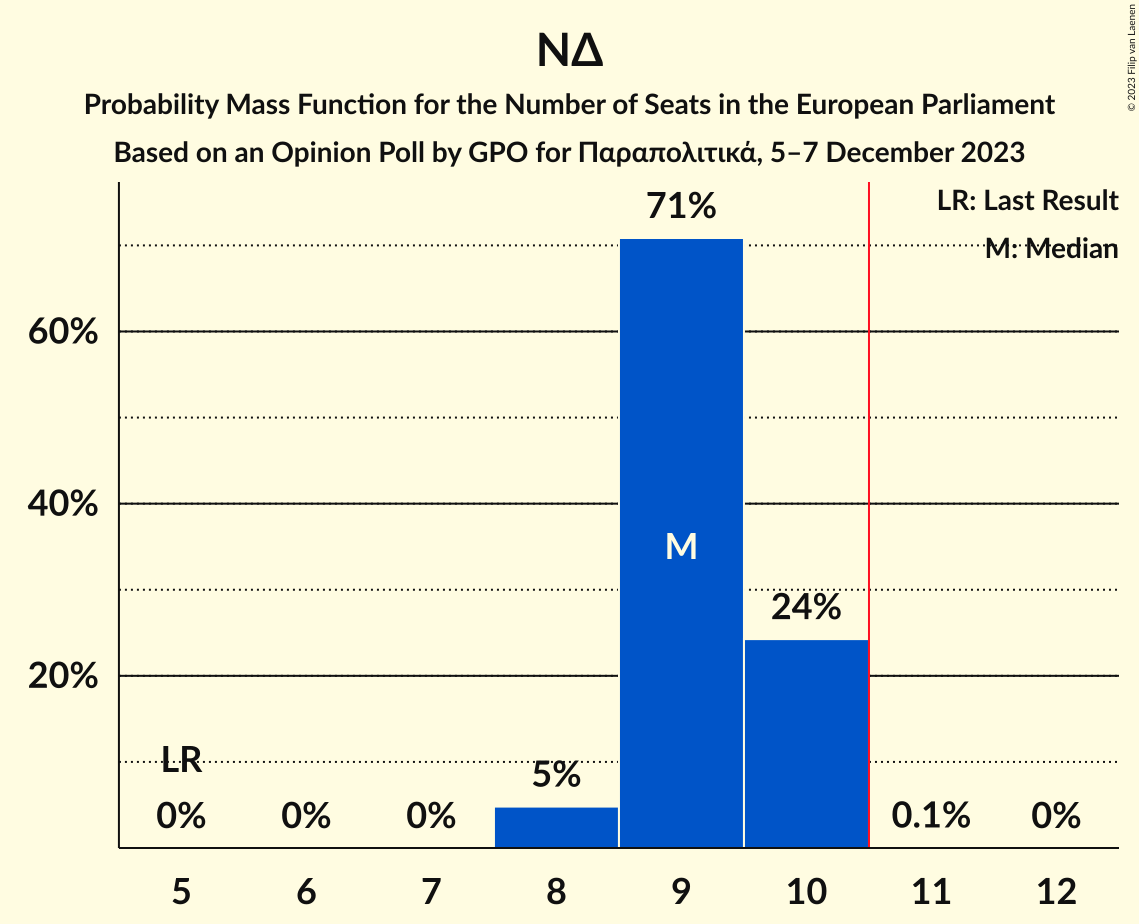 ΝΔ
Probability Mass Function for the Number of Seats in the European Parliament
Based on an Opinion Poll by GPO for Παραπολιτικά, 5–7 December 2023
© 2023 Filip van Laenen
LR: Last Result
M: Median
71%
60%
M
40%
24%
20%
LR
5%
0%
0%
0%
0.1%
0%
5
6
7
8
9
10
11
12